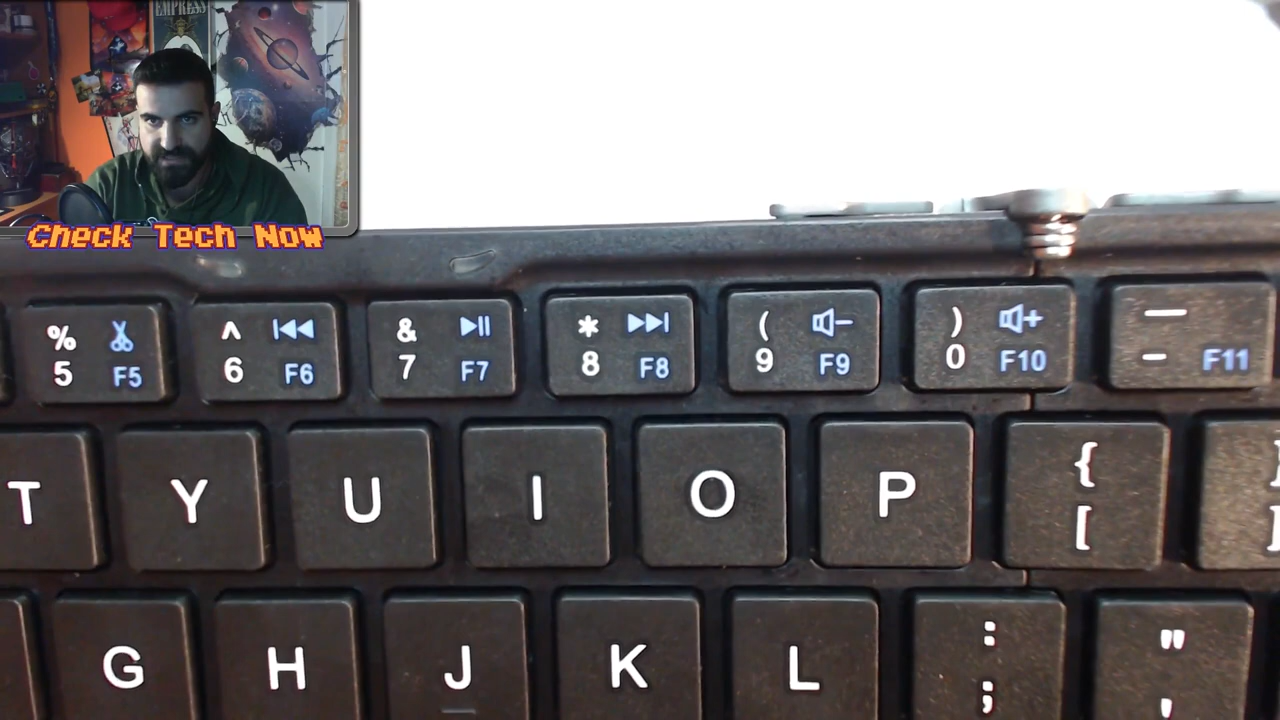 EMPRESS
Check Tech Now
% ^ & * ( ) —
5 F5 6 F6 7 F7 8 F8 9 F9 0 F10 - F11
T Y U I O P { }
[ ]
G H J K L : "
; '